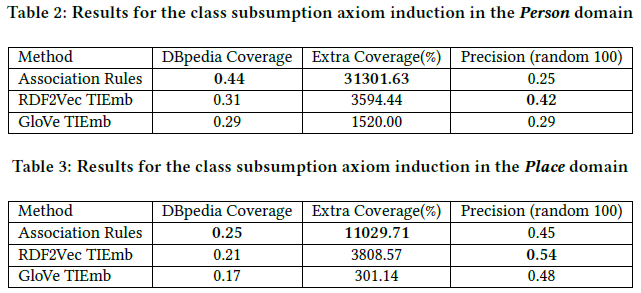 Table 2: Results for the class subsumption axiom induction in the Person domain
Method DBpedia Coverage Extra Coverage(%) Precision (random 100)
Association Rules 0.44 31301.63 0.25
RDF2Vec TIEmb 0.31 3594.44 0.42
GloVe TIEmb 0.29 1520.00 0.29
Table 3: Results for the class subsumption axiom induction in the Place domain
Method DBpedia Coverage Extra Coverage(%) Precision (random 100)
Association Rules 0.25 11029.71 0.45
RDF2Vec TIEmb 0.21 3808.57 0.54
GloVe TIEmb 0.17 301.14 0.48